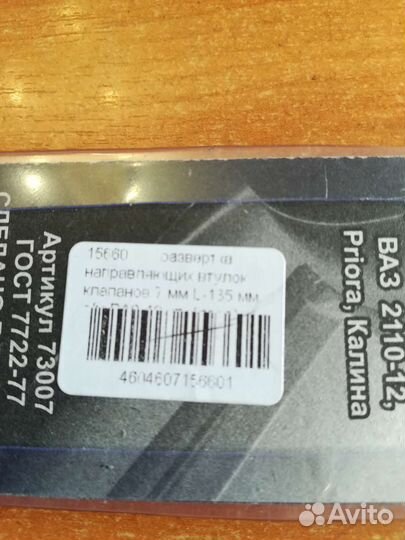 15660 развертка
направляющих втулок
клапанов 7 мм L-135 мм
4604607156601
ВАЗ 2110-12,
Priora, Калина
Артикул 73007
ГОСТ 7722-77
Avito